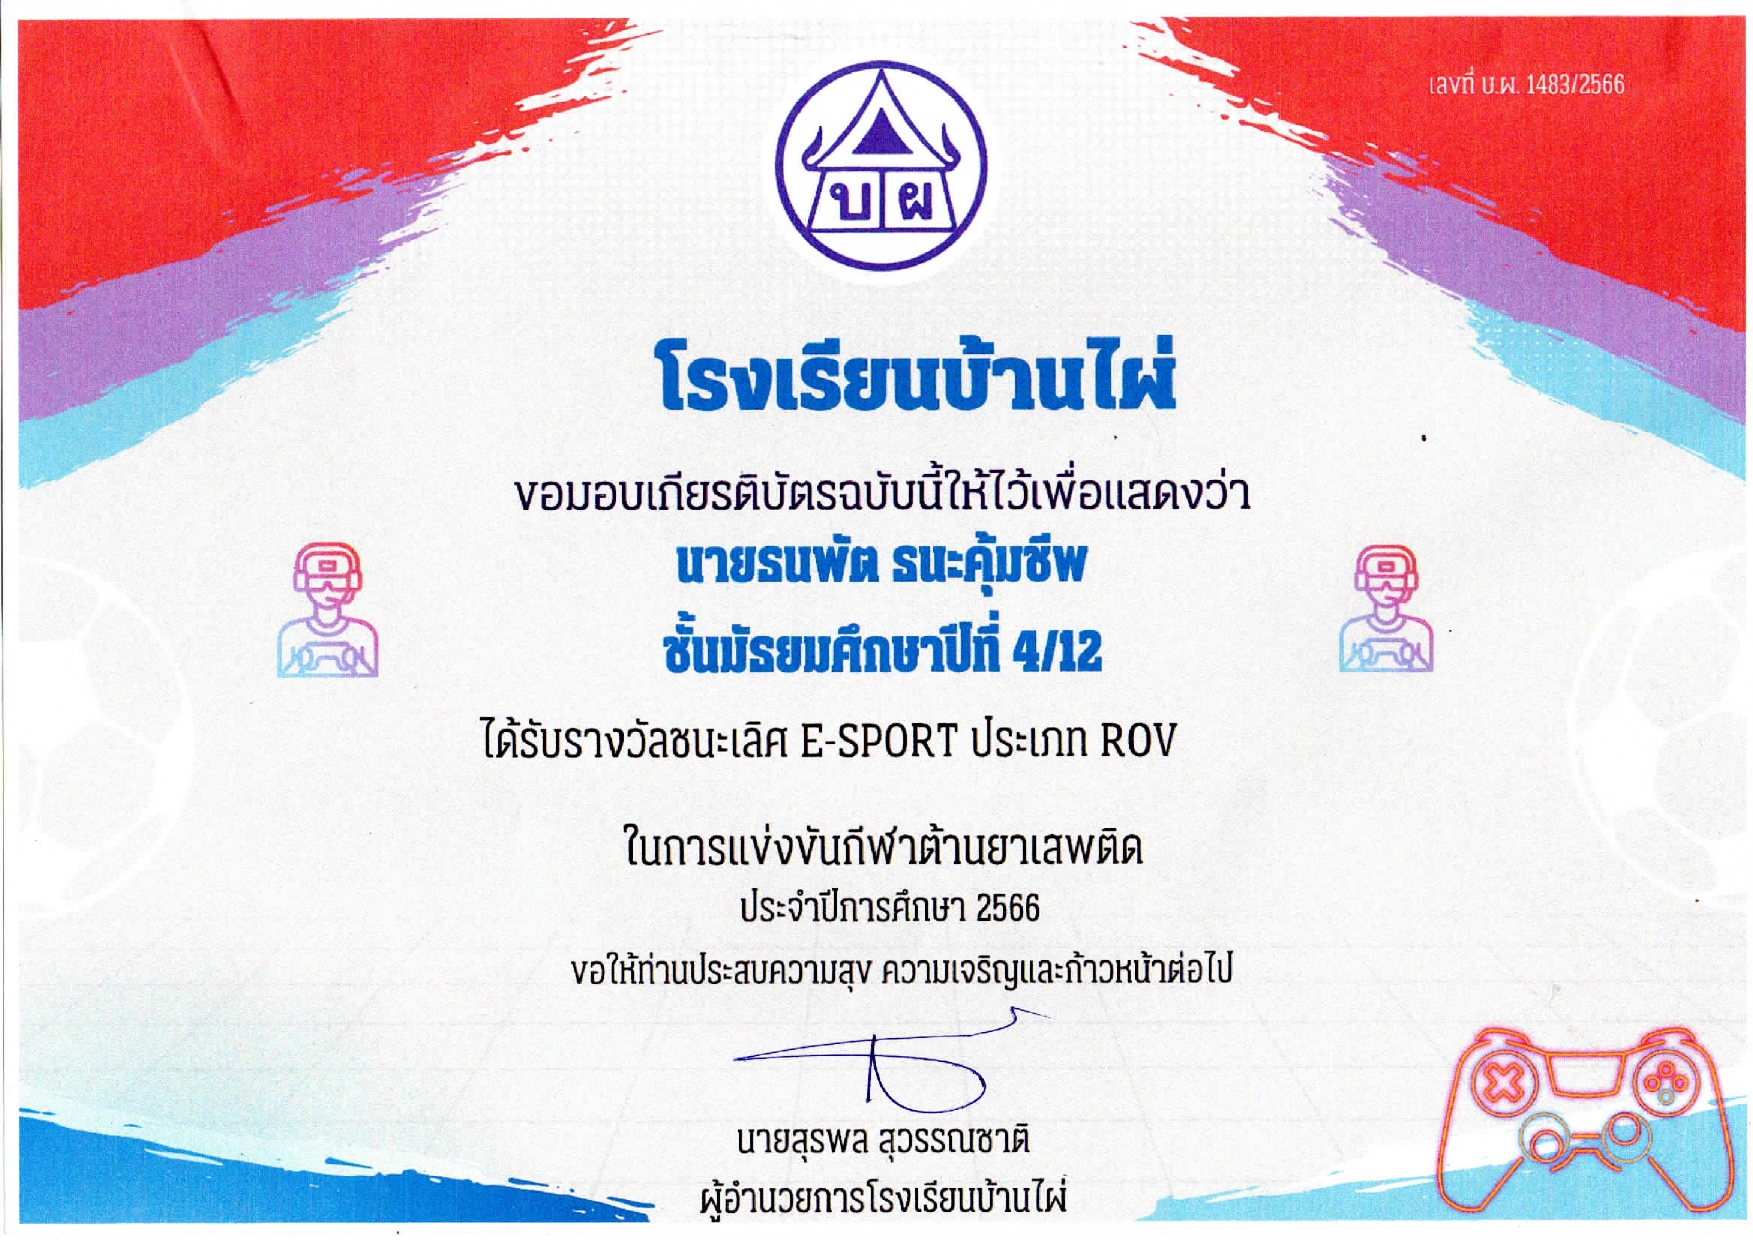 เลขที่ บ.ผ. 1483/2566
บ ผ
โรงเรียนบ้านไผ่
ขอมอบเกียรติบัตรฉบับนี้ให้ไว้เพื่อแสดงว่า
นายธนพัต ธนะคุ้มชีพ
ชั้นมัธยมศึกษาปีที่ 4/12
ได้รับรางวัลชนะเลิศ E-SPORT ประเภท ROV
ในการแข่งขันกีฬาต้านยาเสพติด
ประจำปีการศึกษา 2566
ขอให้ท่านประสบความสุข ความเจริญและก้าวหน้าต่อไป
นายสุรพล สุวรรณชาติ
ผู้อำนวยการโรงเรียนบ้านไผ่